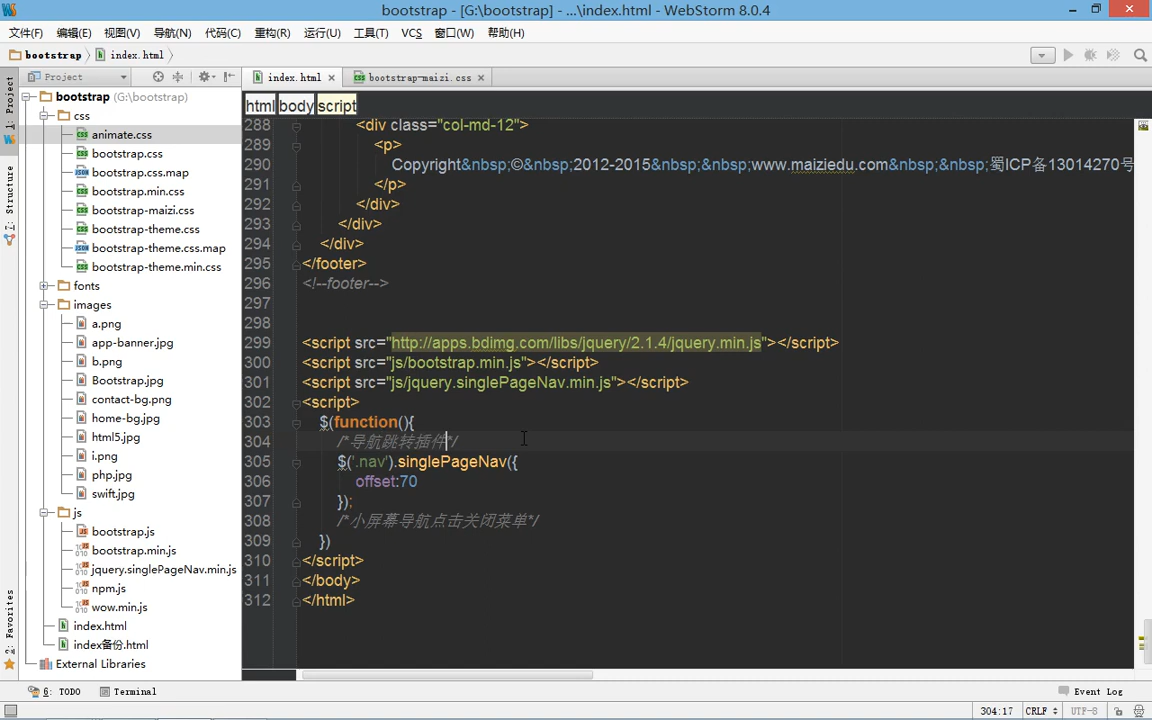 bootstrap - [G:\bootstrap] - ...\index.html - WebStorm 8.0.4
文件(F) 编辑(E) 视图(V) 导航(N) 代码(C) 重构(R) 运行(U) 工具(T) VCS 窗口(W) 帮助(H)
bootstrap index.html
Project
index.html bootstrap-maizi.css
1: Project
7: Structure
2: Favorites
bootstrap (G:\bootstrap)
css
animate.css
bootstrap.css
bootstrap.css.map
bootstrap.min.css
bootstrap-maizi.css
bootstrap-theme.css
bootstrap-theme.css.map
bootstrap-theme.min.css
fonts
images
a.png
app-banner.jpg
b.png
Bootstrap.jpg
contact-bg.png
home-bg.jpg
html5.jpg
i.png
php.jpg
swift.jpg
js
bootstrap.js
bootstrap.min.js
jquery.singlePageNav.min.js
npm.js
wow.min.js
index.html
index备份.html
External Libraries
html body script
288 <div class="col-md-12">
289 <p>
290 Copyright&nbsp;©&nbsp;2012-2015&nbsp;&nbsp;www.maiziedu.com&nbsp;&nbsp;蜀ICP备13014270号
291 </p>
292 </div>
293 </div>
294 </div>
295 </footer>
296 <!--footer-->
297
298
299 <script src="http://apps.bdimg.com/libs/jquery/2.1.4/jquery.min.js"></script>
300 <script src="js/bootstrap.min.js"></script>
301 <script src="js/jquery.singlePageNav.min.js"></script>
302 <script>
303 $(function(){
304 /*导航跳转插件*/
305 $('.nav').singlePageNav({
306 offset:70
307 });
308 /*小屏幕导航点击关闭菜单*/
309 })
310 </script>
311 </body>
312 </html>
6: TODO Terminal Event Log
304:17 CRLF UTF-8